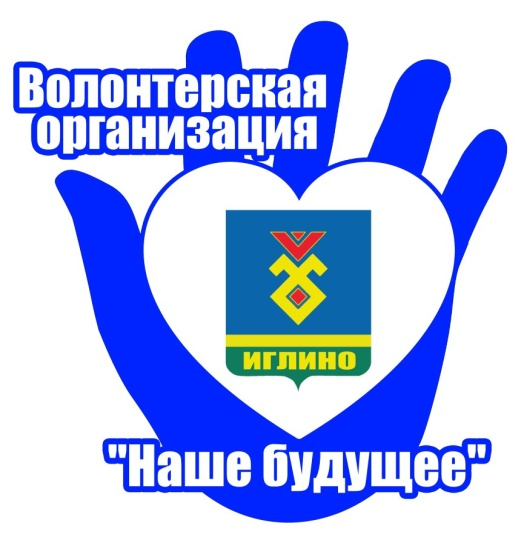 Волонтерская
организация
ИГЛИНО
"Наше будущее"